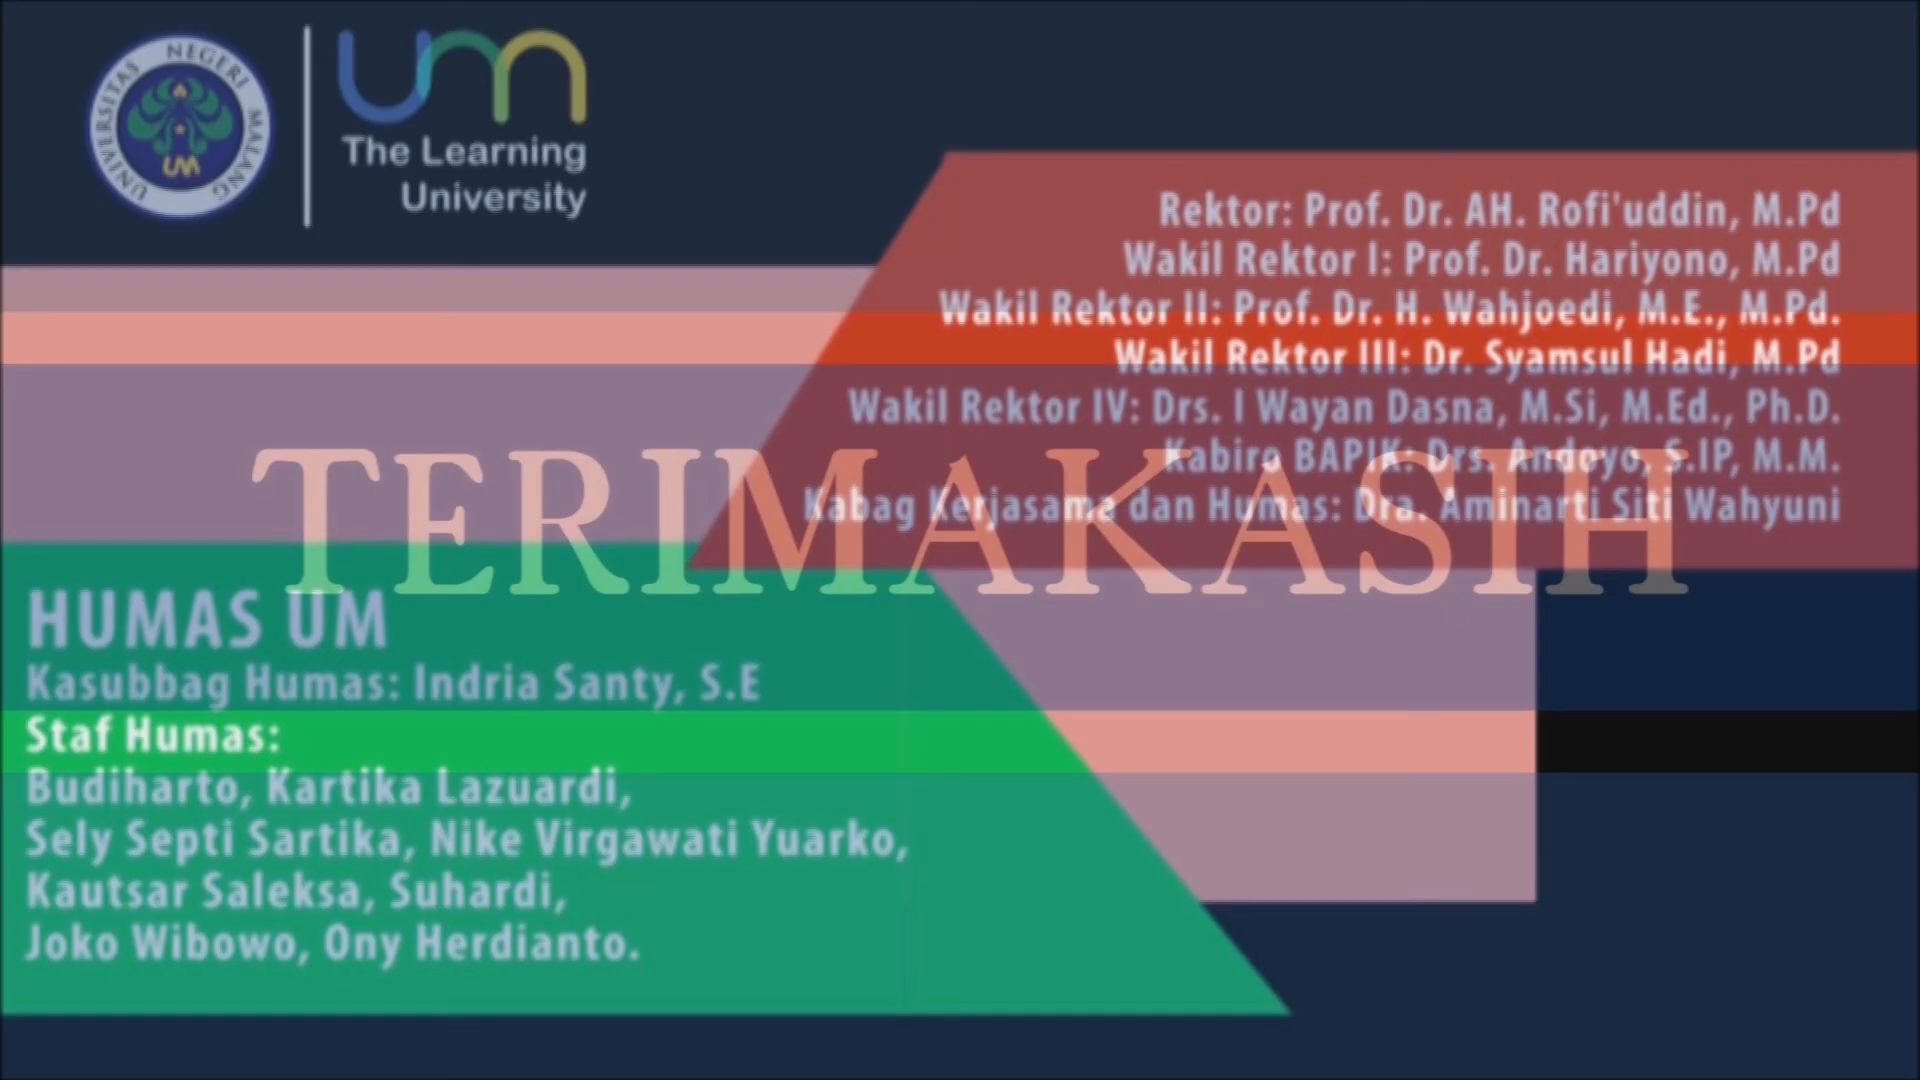 UNIVERSITAS NEGERI MALANG
UM
um
The Learning
University
Rektor: Prof. Dr. AH. Rofi'uddin, M.Pd
Wakil Rektor I: Prof. Dr. Hariyono, M.Pd
Wakil Rektor II: Prof. Dr. H. Wahjoedi, M.E., M.Pd.
Wakil Rektor III: Dr. Syamsul Hadi, M.Pd
Wakil Rektor IV: Drs. I Wayan Dasna, M.Si, M.Ed., Ph.D.
Kabiro BAPIK: Drs. Andoyo, S.IP, M.M.
Kabag Kerjasama dan Humas: Dra. Aminarti Siti Wahyuni
TERIMAKASIH
HUMAS UM
Kasubbag Humas: Indria Santy, S.E
Staf Humas:
Budiharto, Kartika Lazuardi,
Sely Septi Sartika, Nike Virgawati Yuarko,
Kautsar Saleksa, Suhardi,
Joko Wibowo, Ony Herdianto.